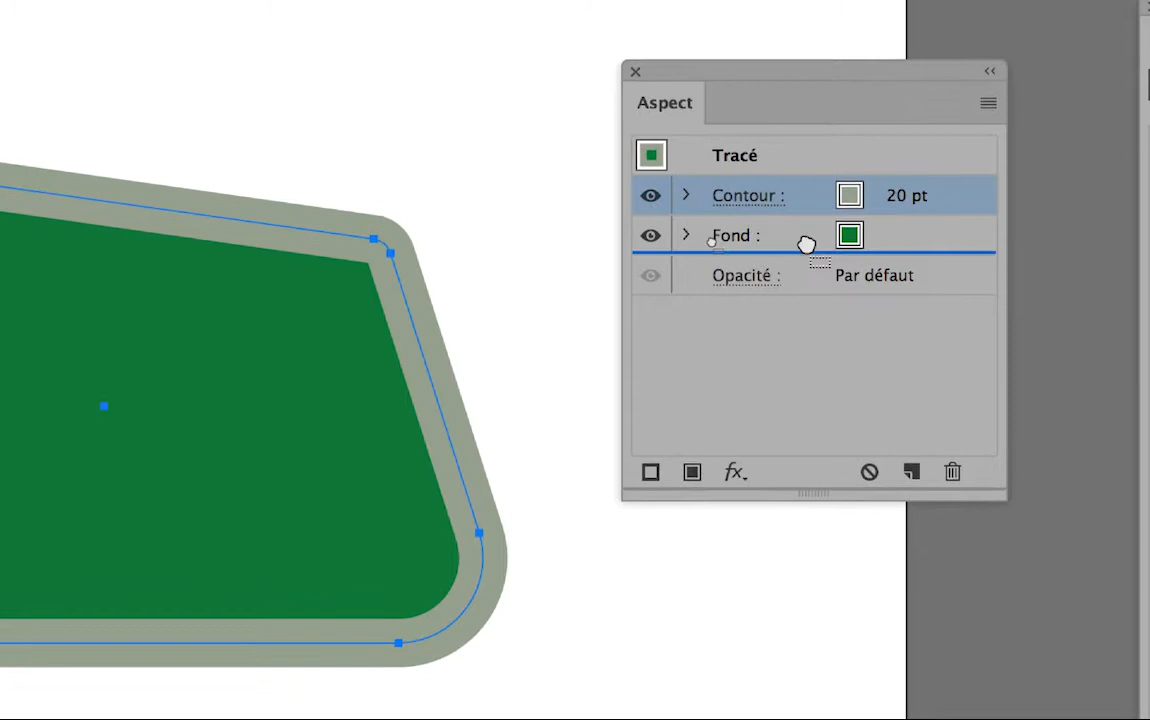 Aspect
Tracé
Contour : 20 pt
Fond :
Opacité : Par défaut
fx